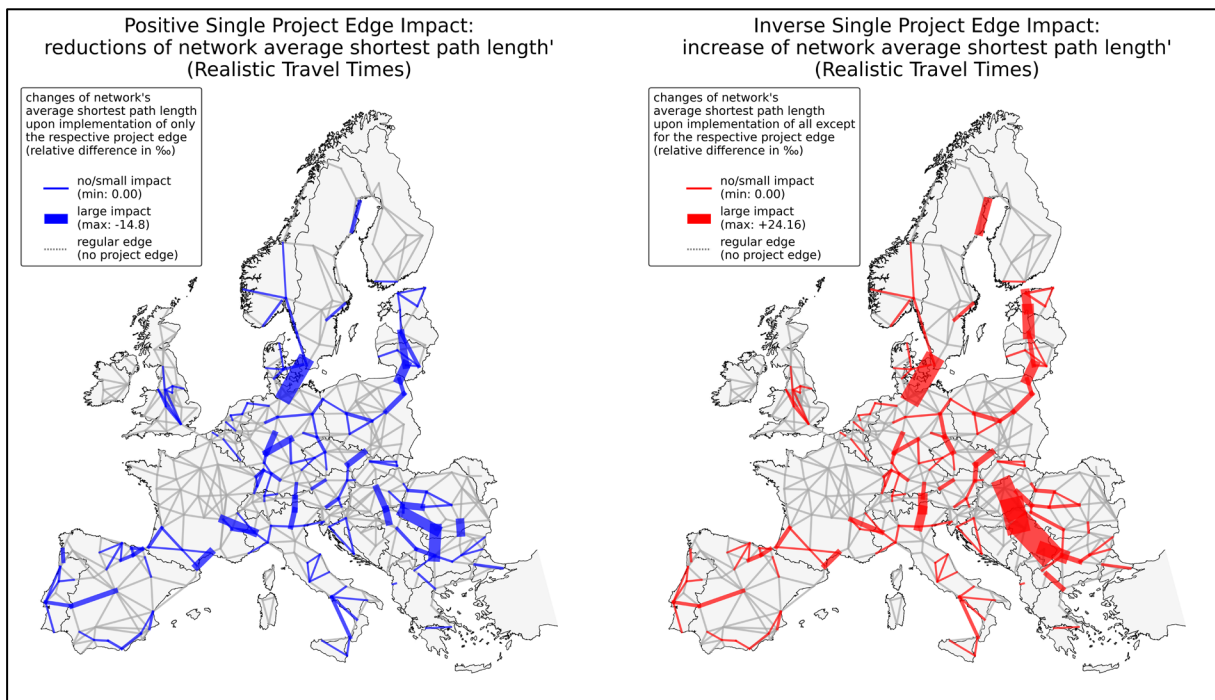 Positive Single Project Edge Impact:
reductions of network average shortest path length'
(Realistic Travel Times)
changes of network's
average shortest path length
upon implementation of only
the respective project edge
(relative difference in ‰)
no/small impact
(min: 0.00)
large impact
(max: -14.8)
regular edge
(no project edge)
Inverse Single Project Edge Impact:
increase of network average shortest path length'
(Realistic Travel Times)
changes of network's
average shortest path length
upon implementation of all except
for the respective project edge
(relative difference in ‰)
no/small impact
(min: 0.00)
large impact
(max: +24.16)
regular edge
(no project edge)